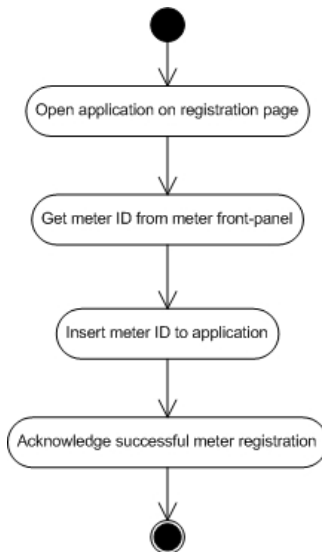 Open application on registration page
Get meter ID from meter front-panel
Insert meter ID to application
Acknowledge successful meter registration